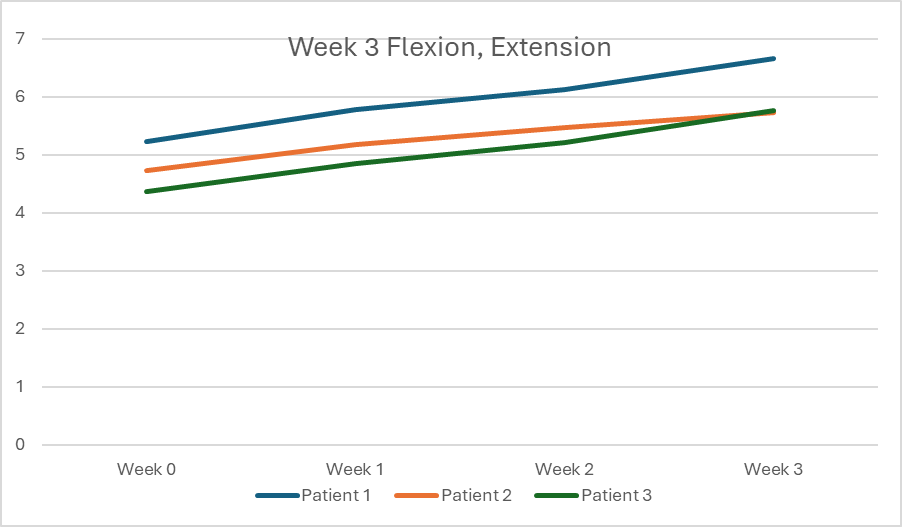 Week 3 Flexion, Extension
7
6
5
4
3
2
1
0
Week 0 Week 1 Week 2 Week 3
Patient 1 Patient 2 Patient 3